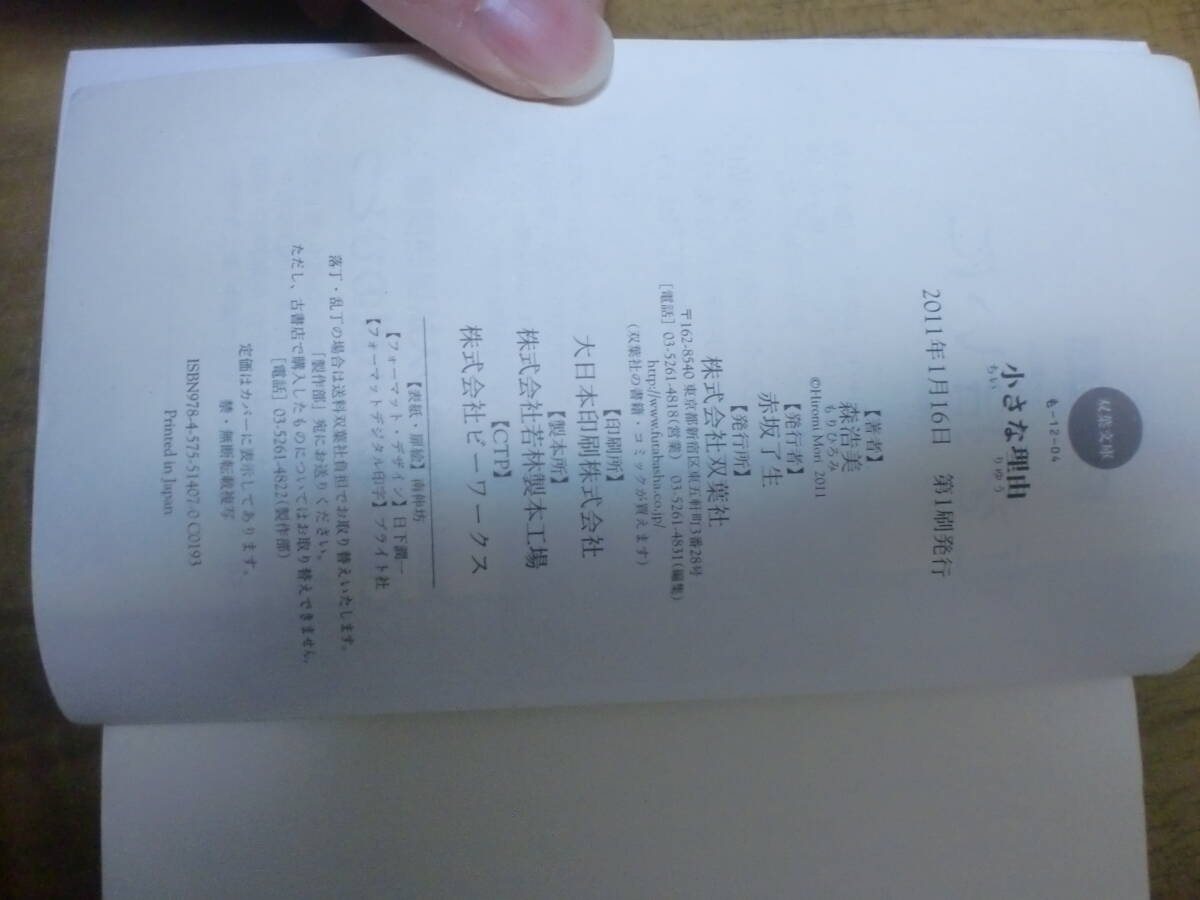 双葉文庫
も-12-04
小さな理由
ちい りゆう
2011年1月16日 第1刷発行
【著者】
森浩美
もりひろみ
©Hiromi Mori 2011
【発行者】
赤坂了生
【発行所】
株式会社双葉社
〒162-8540 東京都新宿区東五軒町3番28号
[電話] 03-5261-4818(営業) 03-5261-4831(編集)
http://www.futabasha.co.jp/
(双葉社の書籍・コミックが買えます)
【印刷所】
大日本印刷株式会社
【製本所】
株式会社若林製本工場
【CTP】
株式会社ビーワークス
【表紙・扉絵】南伸坊
【フォーマット・デザイン】日下潤一
【フォーマットデジタル印字】ブライト社
落丁・乱丁の場合は送料双葉社負担でお取り替えいたします。
「製作部」宛にお送りください。
ただし、古書店で購入したものについてはお取り替えできません。
[電話] 03-5261-4822(製作部)
定価はカバーに表示してあります。
禁・無断転載複写
ISBN978-4-575-51407-0 C0193
Printed in Japan